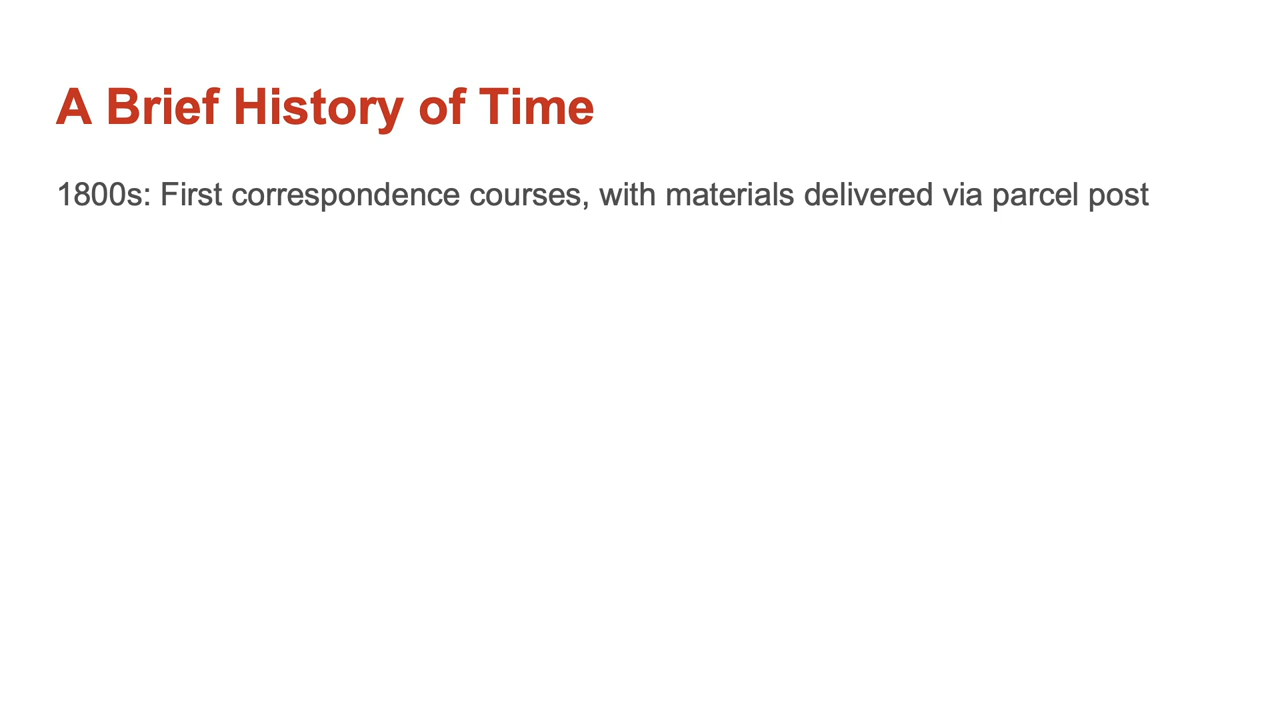 A Brief History of Time
1800s: First correspondence courses, with materials delivered via parcel post